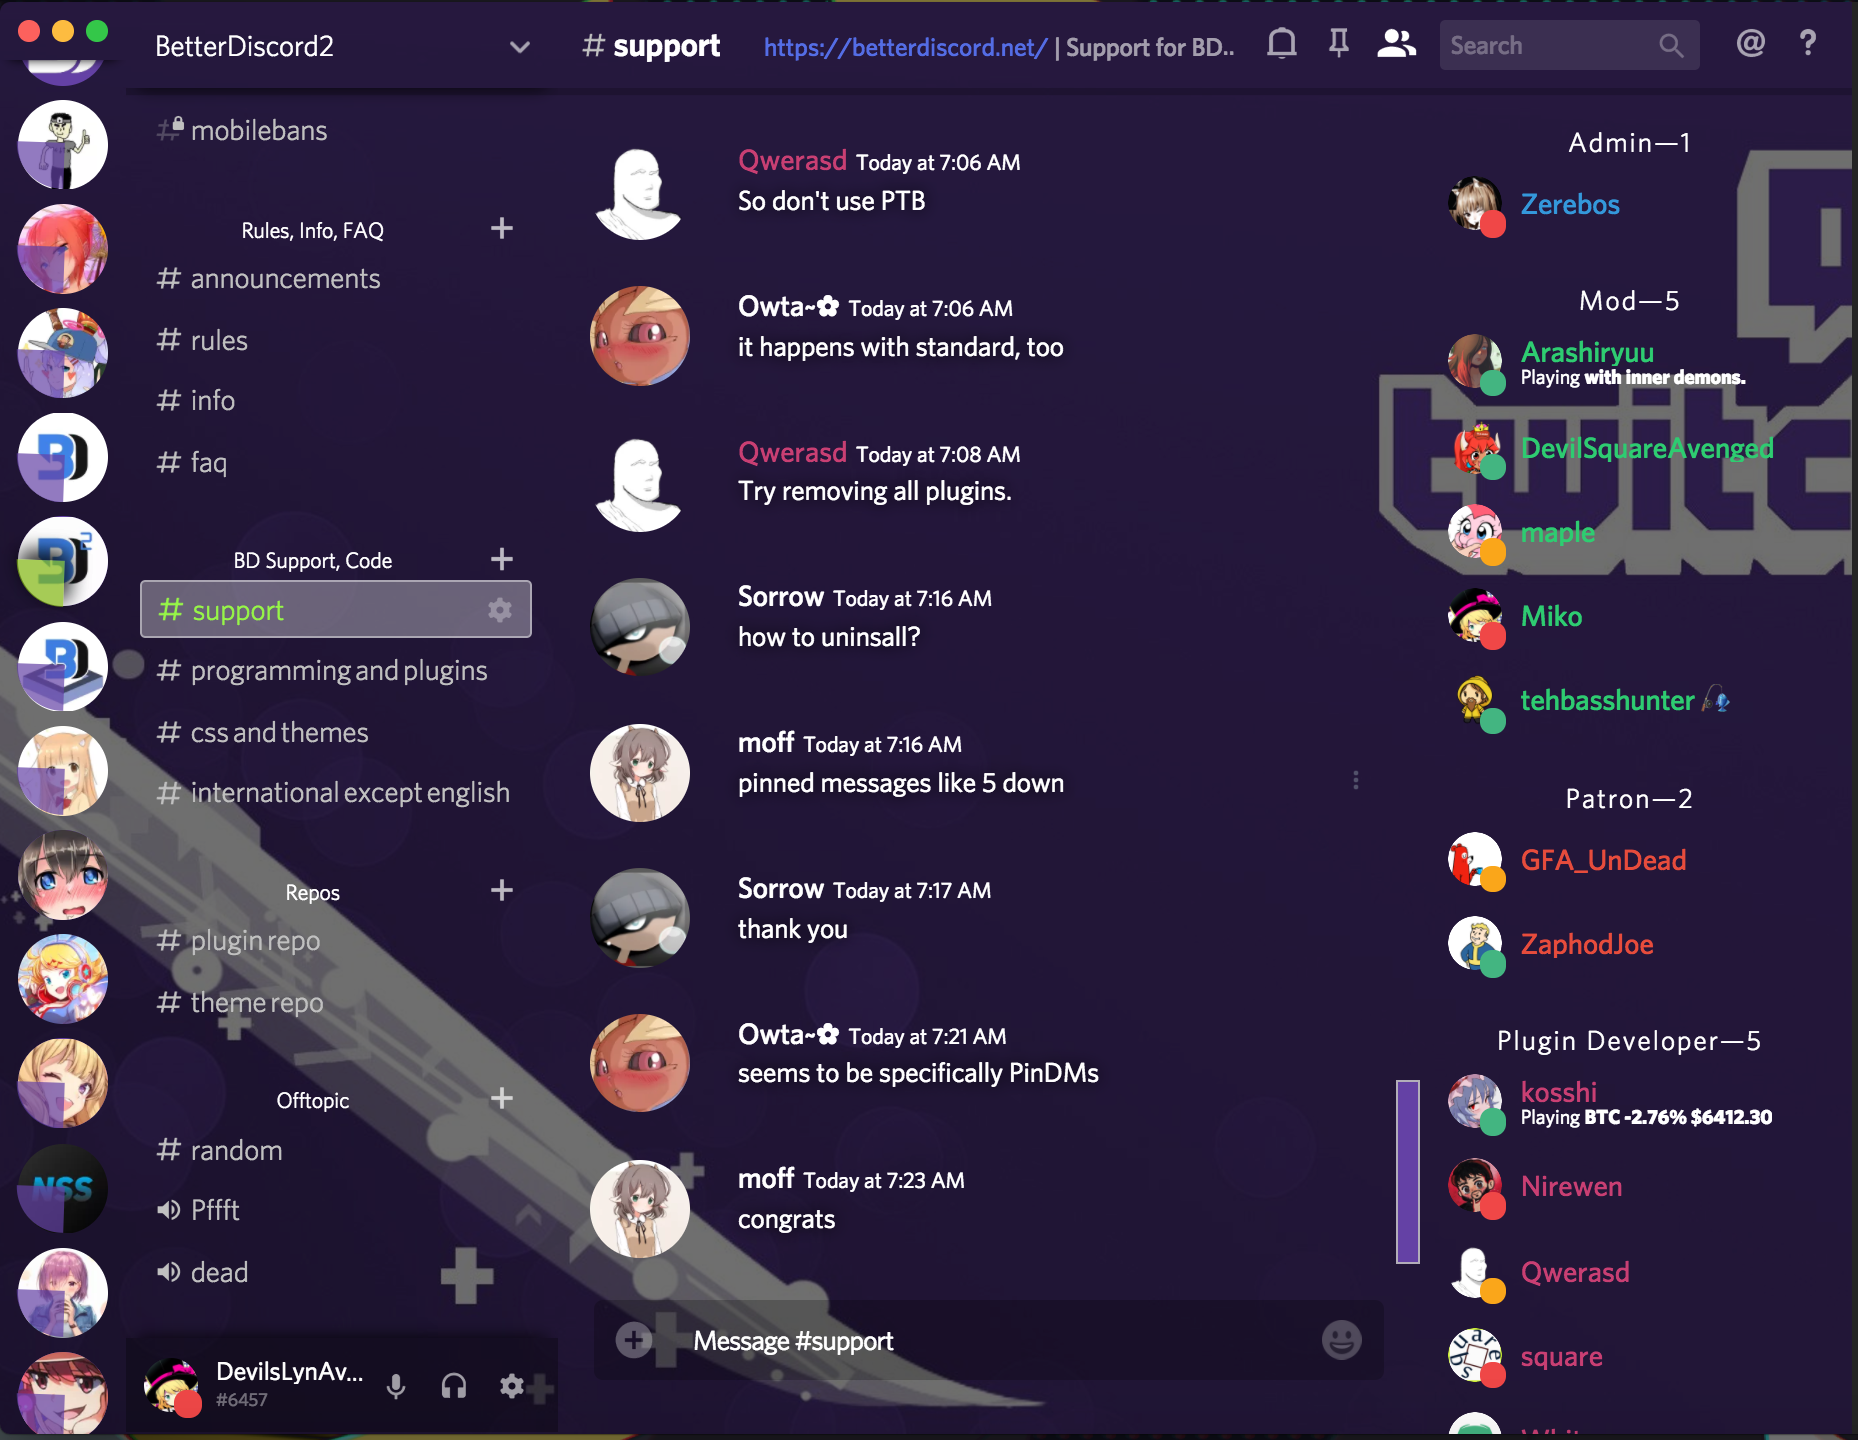 BetterDiscord2
# support
https://betterdiscord.net/ | Support for BD..
Search
@
?
mobilebans
Rules, Info, FAQ
# announcements
# rules
# info
# faq
BD Support, Code
# support
# programming and plugins
# css and themes
# international except english
Repos
# plugin repo
# theme repo
Offtopic
# random
Pffft
dead
NSS
DevilsLynAv...
#6457
Qwerasd Today at 7:06 AM
So don't use PTB
Owta~✿ Today at 7:06 AM
it happens with standard, too
Qwerasd Today at 7:08 AM
Try removing all plugins.
Sorrow Today at 7:16 AM
how to uninsall?
moff Today at 7:16 AM
pinned messages like 5 down
Sorrow Today at 7:17 AM
thank you
Owta~✿ Today at 7:21 AM
seems to be specifically PinDMs
moff Today at 7:23 AM
congrats
Message #support
Admin—1
Zerebos
Mod—5
Arashiryuu
Playing with inner demons.
DevilSquareAvenged
maple
Miko
tehbasshunter 🎣
Patron—2
GFA_UnDead
ZaphodJoe
Plugin Developer—5
kosshi
Playing BTC -2.76% $6412.30
Nirewen
Qwerasd
square